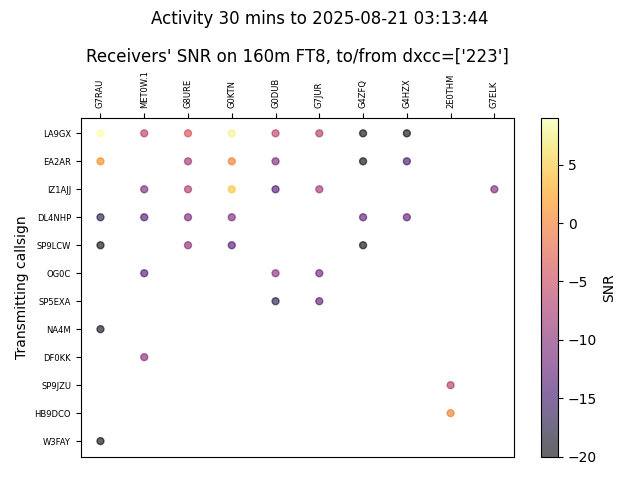 Activity 30 mins to 2025-08-21 03:13:44
Receivers' SNR on 160m FT8, to/from dxcc=['223']
G7RAU MET0W.1 G8URE G0KTN G0DUB G7JUR G4ZFQ G4HZX 2E0THM G7ELK
Transmitting callsign
LA9GX
EA2AR
IZ1AJJ
DL4NHP
SP9LCW
OG0C
SP5EXA
NA4M
DF0KK
SP9JZU
HB9DCO
W3FAY
5
0
−5
−10
−15
−20
SNR